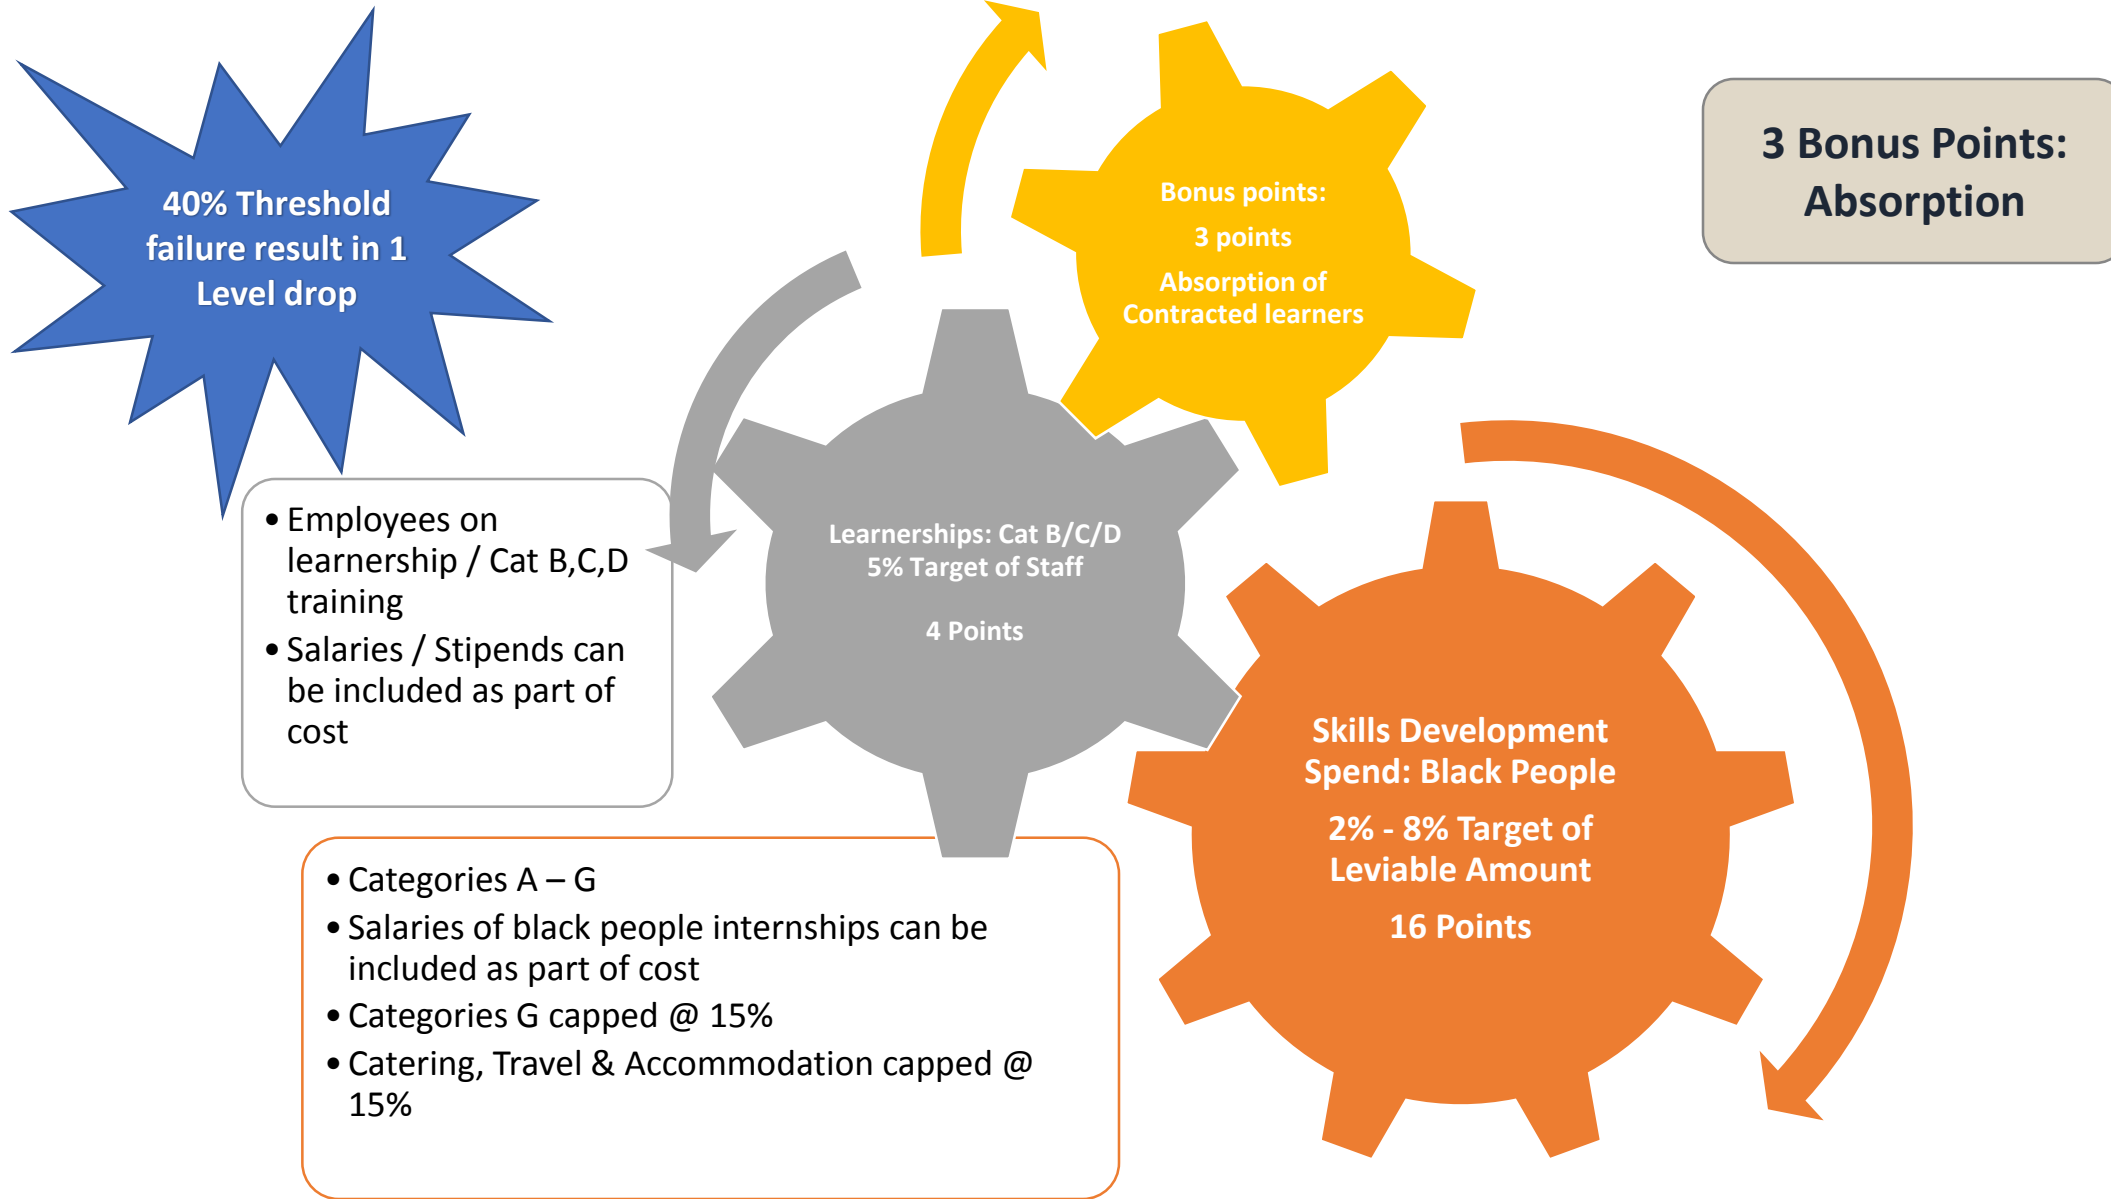 40% Threshold
failure result in 1
Level drop
Bonus points:
3 points
Absorption of
Contracted learners
3 Bonus Points:
Absorption
• Employees on
learnership / Cat B,C,D
training
• Salaries / Stipends can
be included as part of
cost
Learnerships: Cat B/C/D
5% Target of Staff
4 Points
Skills Development
Spend: Black People
2% - 8% Target of
Leviable Amount
16 Points
• Categories A – G
• Salaries of black people internships can be
included as part of cost
• Categories G capped @ 15%
• Catering, Travel & Accommodation capped @
15%